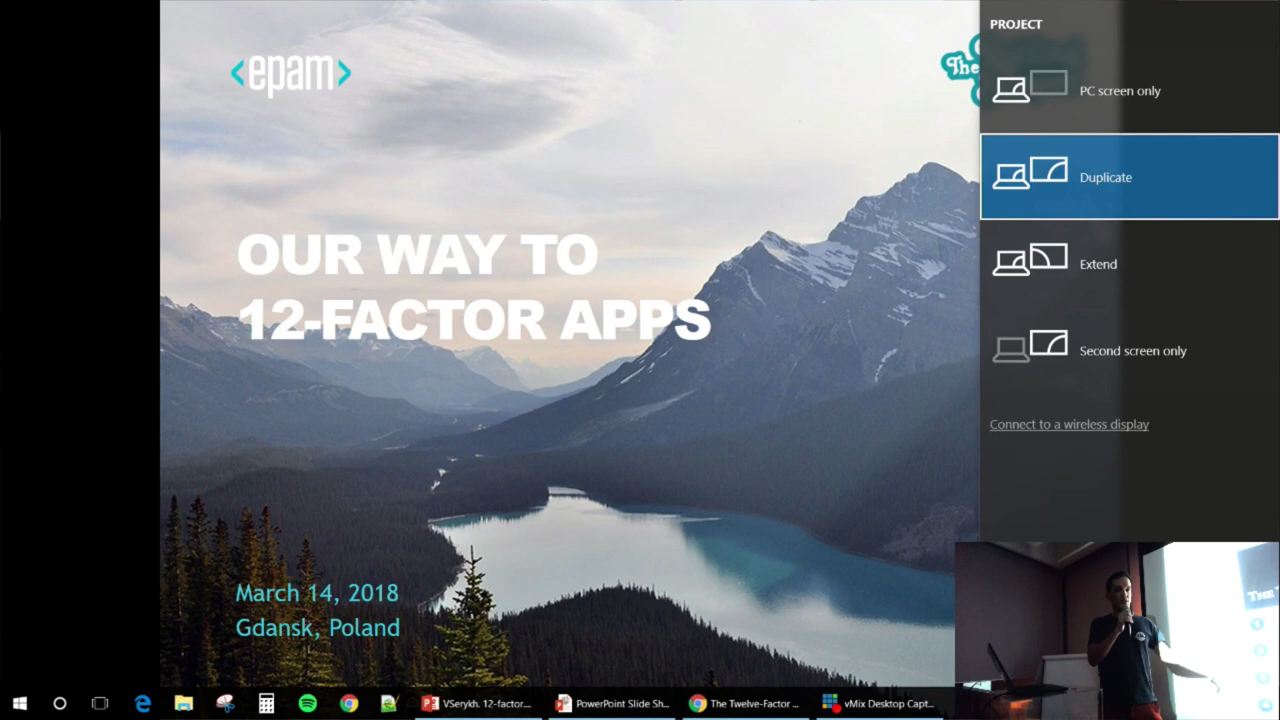 <epam>
The
OUR WAY TO
12-FACTOR APPS
March 14, 2018
Gdansk, Poland
PROJECT
PC screen only
Duplicate
Extend
Second screen only
Connect to a wireless display
VSerykh. 12-factor....
PowerPoint Slide Sh...
The Twelve-Factor ...
vMix Desktop Capt...